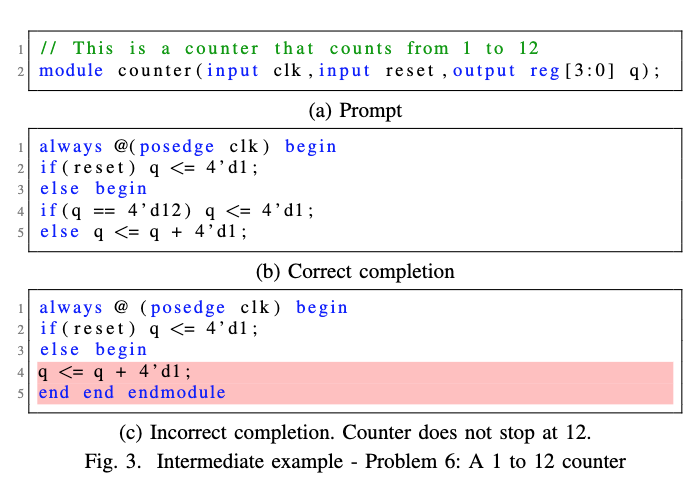 1 // This is a counter that counts from 1 to 12
2 module counter(input clk,input reset,output reg[3:0] q);
(a) Prompt
1 always @(posedge clk) begin
2 if(reset) q <= 4'd1;
3 else begin
4 if(q == 4'd12) q <= 4'd1;
5 else q <= q + 4'd1;
(b) Correct completion
1 always @ (posedge clk) begin
2 if(reset) q <= 4'd1;
3 else begin
4 q <= q + 4'd1;
5 end end endmodule
(c) Incorrect completion. Counter does not stop at 12.
Fig. 3. Intermediate example - Problem 6: A 1 to 12 counter